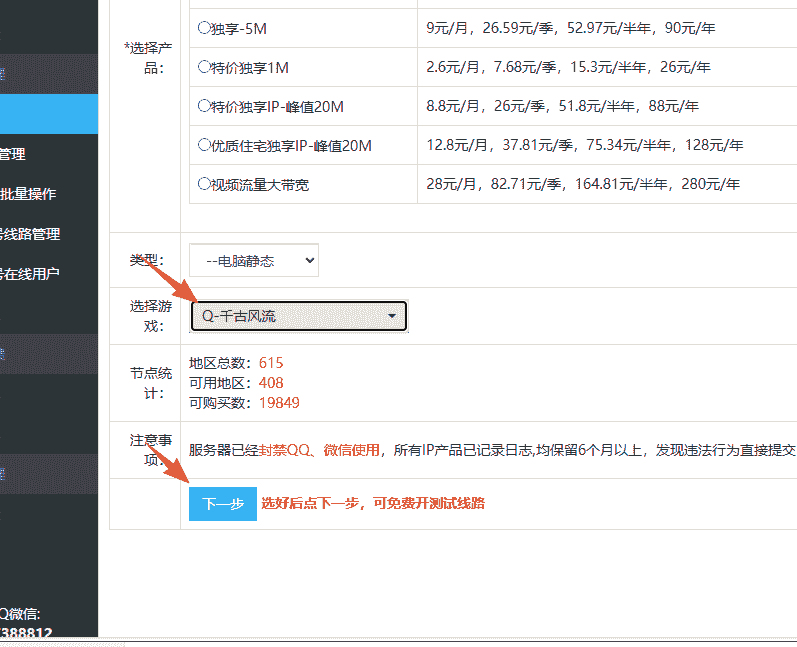 管理
批量操作
线路管理
在线用户
Q微信:
388812
*选择产
品：
独享-5M
9元/月，26.59元/季，52.97元/半年，90元/年
特价独享1M
2.6元/月，7.68元/季，15.3元/半年，26元/年
特价独享IP-峰值20M
8.8元/月，26元/季，51.8元/半年，88元/年
优质住宅独享IP-峰值20M
12.8元/月，37.81元/季，75.34元/半年，128元/年
视频流量大带宽
28元/月，82.71元/季，164.81元/半年，280元/年
类型：
--电脑静态
选择游
戏：
Q-千古风流
节点统
计：
地区总数：615
可用地区：408
可购买数：19849
注意事
项：
服务器已经封禁QQ、微信使用，所有IP产品已记录日志,均保留6个月以上，发现违法行为直接提交
下一步 选好后点下一步，可免费开测试线路